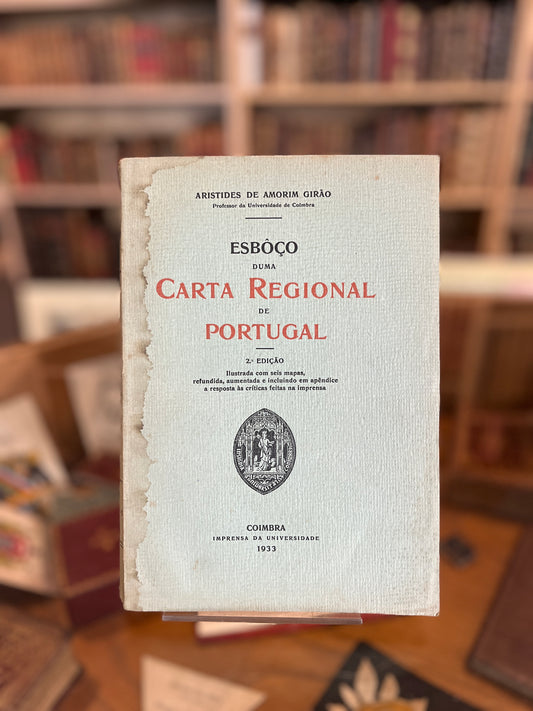 ARISTIDES DE AMORIM GIRÃO
Professor da Universidade de Coimbra
ESBÔÇO
DUMA
CARTA REGIONAL
DE
PORTUGAL
2.ª EDIÇÃO
Ilustrada com seis mapas,
refundida, aumentada e incluindo em apêndice
a resposta às críticas feitas na imprensa
COIMBRA
IMPRENSA DA UNIVERSIDADE
1933